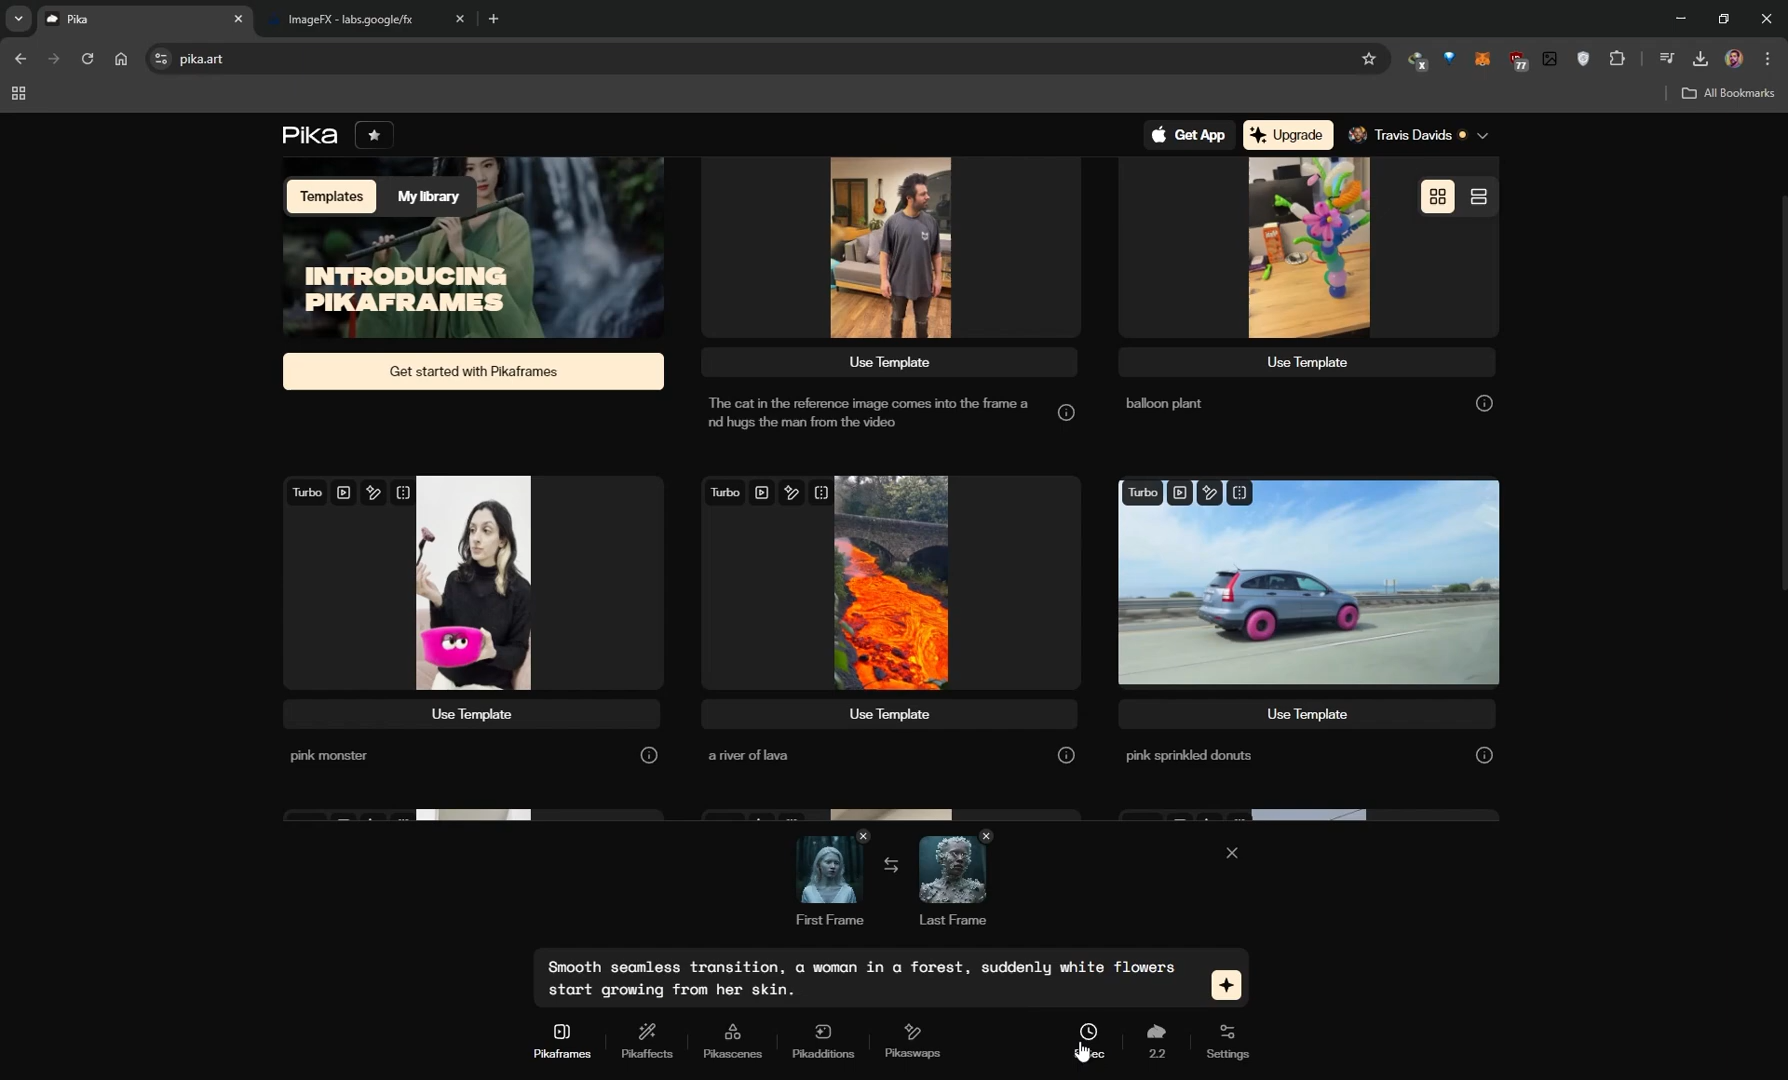 Pika
ImageFX - labs.google/fx
pika.art
77
All Bookmarks
Pika
Get App
Upgrade
Travis Davids
Templates
My library
INTRODUCING
PIKAFRAMES
Get started with Pikaframes
Use Template
Use Template
The cat in the reference image comes into the frame a
nd hugs the man from the video
balloon plant
Turbo
Turbo
Turbo
Use Template
Use Template
Use Template
pink monster
a river of lava
pink sprinkled donuts
First Frame
Last Frame
Smooth seamless transition, a woman in a forest, suddenly white flowers
start growing from her skin.
Pikaframes
Pikaffects
Pikascenes
Pikadditions
Pikaswaps
2.2
Settings